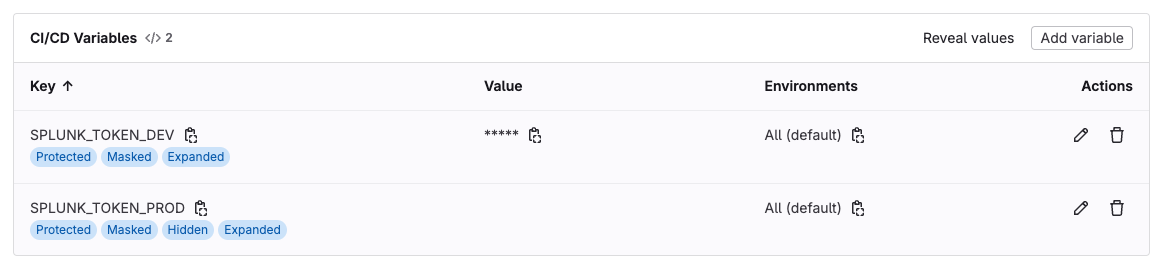 CI/CD Variables </> 2 Reveal values Add variable
Key ↑ Value Environments Actions
SPLUNK_TOKEN_DEV ***** All (default)
Protected Masked Expanded
SPLUNK_TOKEN_PROD All (default)
Protected Masked Hidden Expanded